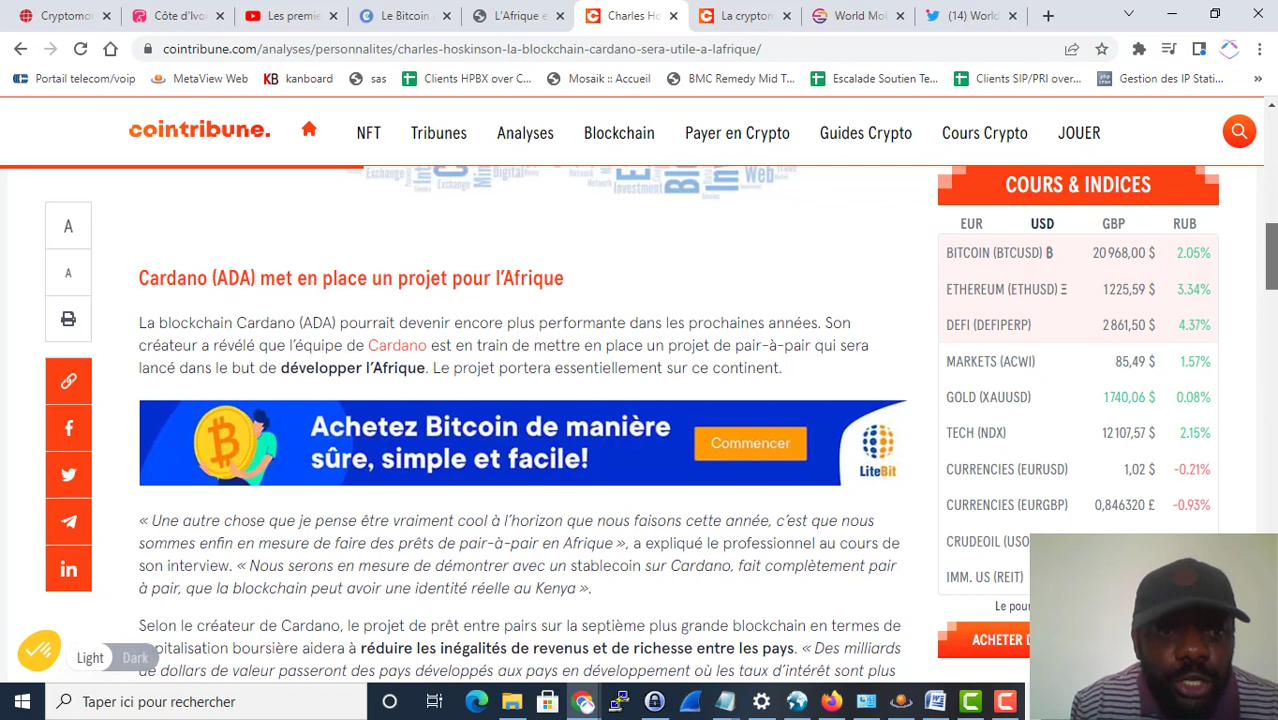 Cryptomo
Côte d'Ivo
Les premie
Le Bitcoin
L'Afrique e
Charles Ho
La cryptom
World Mo
(14) World
cointribune.com/analyses/personnalites/charles-hoskinson-la-blockchain-cardano-sera-utile-a-lafrique/
Portail telecom/voip
MetaView Web
kanboard
sas
Clients HPBX over C...
Mosaik :: Accueil
BMC Remedy Mid T...
Escalade Soutien Te...
Clients SIP/PRI over...
Gestion des IP Stati...
cointribune.
NFT
Tribunes
Analyses
Blockchain
Payer en Crypto
Guides Crypto
Cours Crypto
JOUER
A
A
Cardano (ADA) met en place un projet pour l'Afrique
La blockchain Cardano (ADA) pourrait devenir encore plus performante dans les prochaines années. Son
créateur a révélé que l'équipe de Cardano est en train de mettre en place un projet de pair-à-pair qui sera
lancé dans le but de développer l'Afrique. Le projet portera essentiellement sur ce continent.
Achetez Bitcoin de manière
sûre, simple et facile!
Commencer
LiteBit
« Une autre chose que je pense être vraiment cool à l'horizon que nous faisons cette année, c'est que nous
sommes enfin en mesure de faire des prêts de pair-à-pair en Afrique », a expliqué le professionnel au cours de
son interview. « Nous serons en mesure de démontrer avec un stablecoin sur Cardano, fait complètement pair
à pair, que la blockchain peut avoir une identité réelle au Kenya ».
Selon le créateur de Cardano, le projet de prêt entre pairs sur la septième plus grande blockchain en termes de
capitalisation boursière aidera à réduire les inégalités de revenus et de richesse entre les pays. « Des milliards
de dollars de valeur passeront des pays développés aux pays en développement où les taux d'intérêt sont plus
Light
Dark
COURS & INDICES
EUR USD GBP RUB
BITCOIN (BTCUSD) ₿ 20 968,00 $ 2.05%
ETHEREUM (ETHUSD) Ξ 1 225,59 $ 3.34%
DEFI (DEFIPERP) 2 861,50 $ 4.37%
MARKETS (ACWI) 85,49 $ 1.57%
GOLD (XAUUSD) 1 740,06 $ 0.08%
TECH (NDX) 12 107,57 $ 2.15%
CURRENCIES (EURUSD) 1,02 $ -0.21%
CURRENCIES (EURGBP) 0,846320 £ -0.93%
CRUDEOIL (USO
IMM. US (REIT)
Le pou
ACHETER D
Taper ici pour rechercher